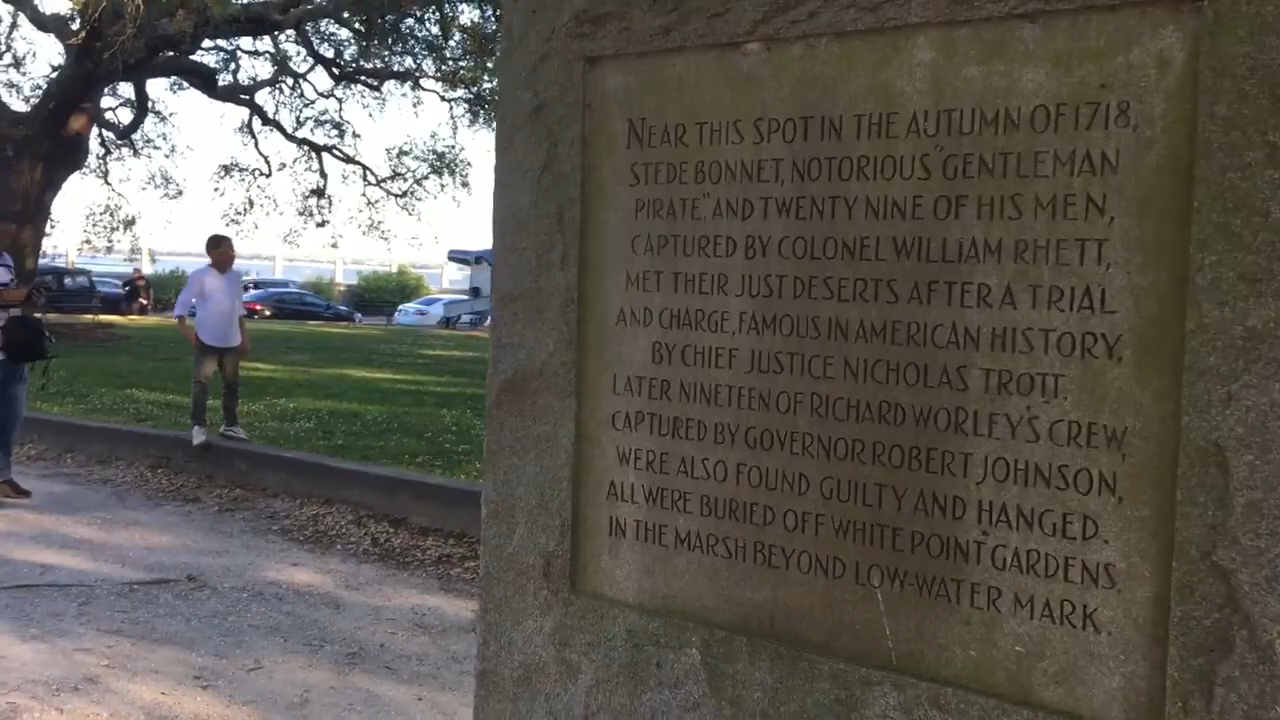 NEAR THIS SPOT IN THE AUTUMN OF 1718,
STEDE BONNET, NOTORIOUS "GENTLEMAN
PIRATE", AND TWENTY NINE OF HIS MEN,
CAPTURED BY COLONEL WILLIAM RHETT,
MET THEIR JUST DESERTS AFTER A TRIAL
AND CHARGE, FAMOUS IN AMERICAN HISTORY,
BY CHIEF JUSTICE NICHOLAS TROTT.
LATER NINETEEN OF RICHARD WORLEY'S CREW,
CAPTURED BY GOVERNOR ROBERT JOHNSON,
WERE ALSO FOUND GUILTY AND HANGED.
ALL WERE BURIED OFF WHITE POINT GARDENS
IN THE MARSH BEYOND LOW-WATER MARK.